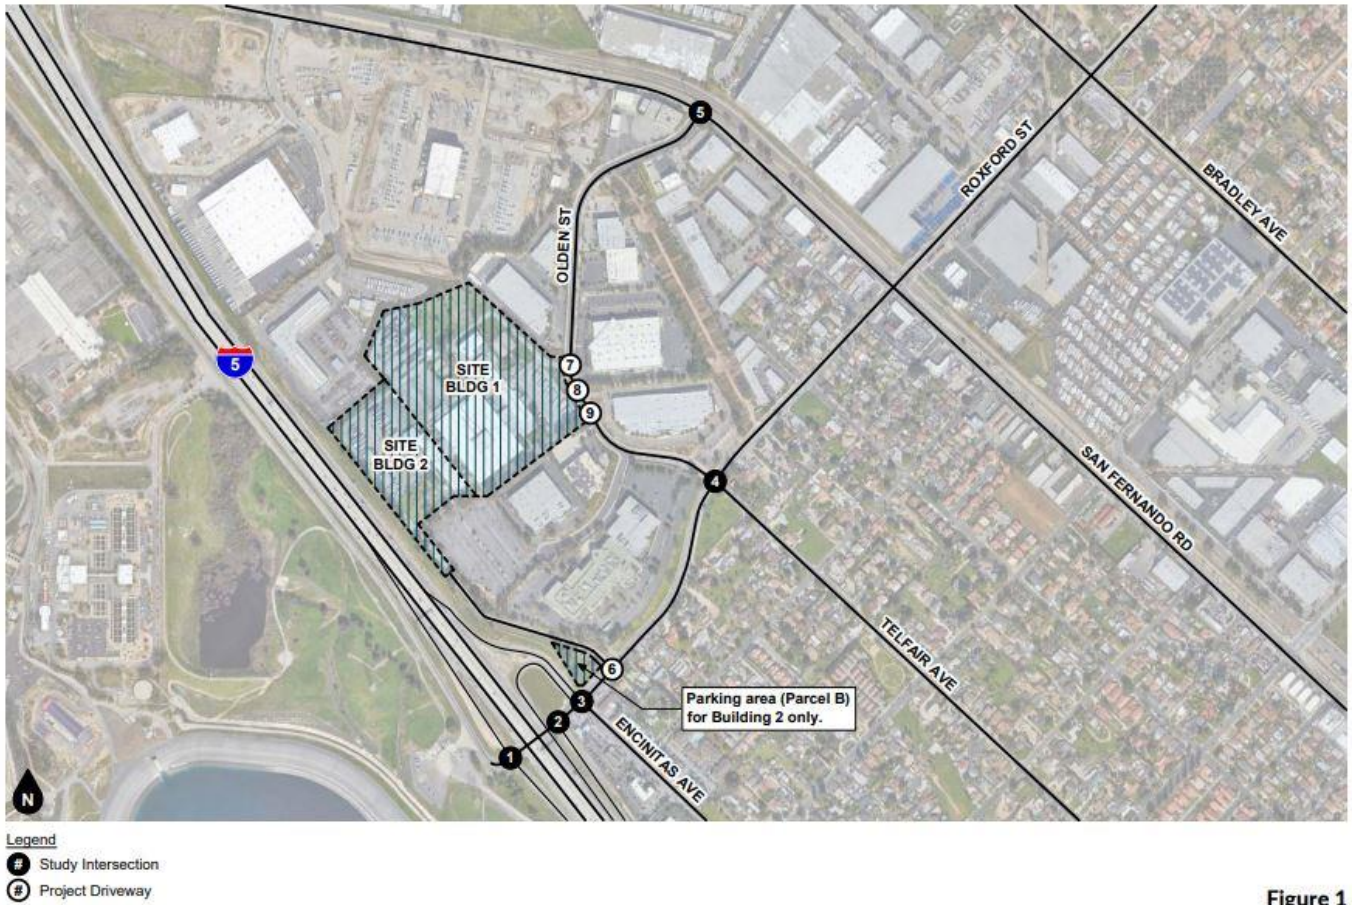 5
ROXFORD ST
BRADLEY AVE
OLDEN ST
5
SITE
BLDG 1
7
8
9
SITE
BLDG 2
4
SAN FERNANDO RD
TELFAIR AVE
6
Parking area (Parcel B)
for Building 2 only.
3
2
ENCINITAS AVE
1
N
Legend
# Study Intersection
# Project Driveway
Figure 1